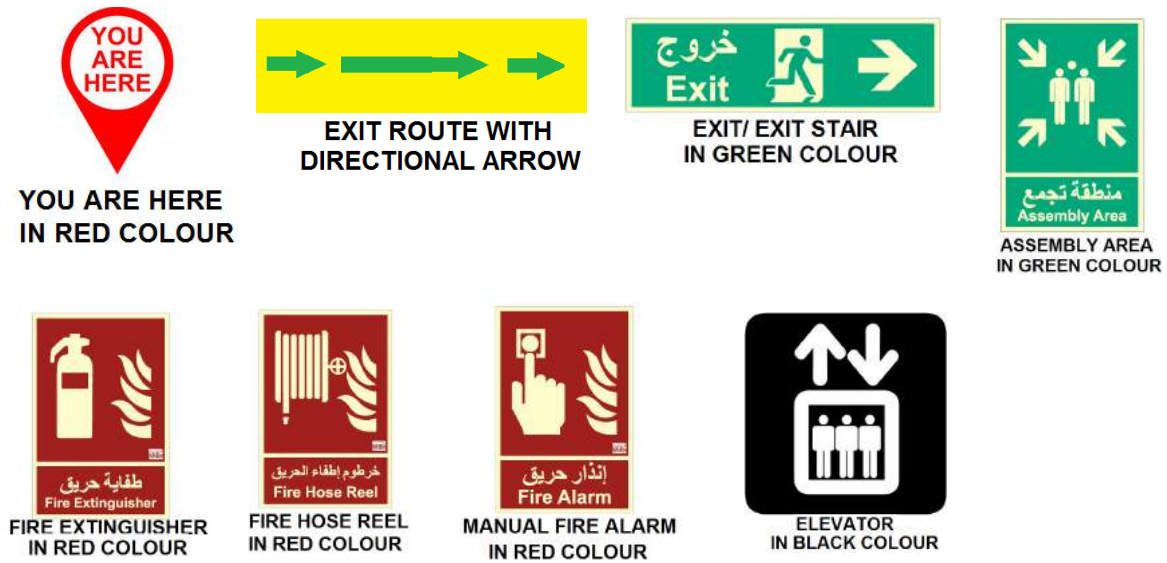 YOU
ARE
HERE
YOU ARE HERE
IN RED COLOUR
EXIT ROUTE WITH
DIRECTIONAL ARROW
خروج
Exit
EXIT/ EXIT STAIR
IN GREEN COLOUR
منطقة تجمع
Assembly Area
ASSEMBLY AREA
IN GREEN COLOUR
طفاية حريق
Fire Extinguisher
FIRE EXTINGUISHER
IN RED COLOUR
خرطوم إطفاء الحريق
Fire Hose Reel
FIRE HOSE REEL
IN RED COLOUR
إنذار حريق
Fire Alarm
MANUAL FIRE ALARM
IN RED COLOUR
ELEVATOR
IN BLACK COLOUR